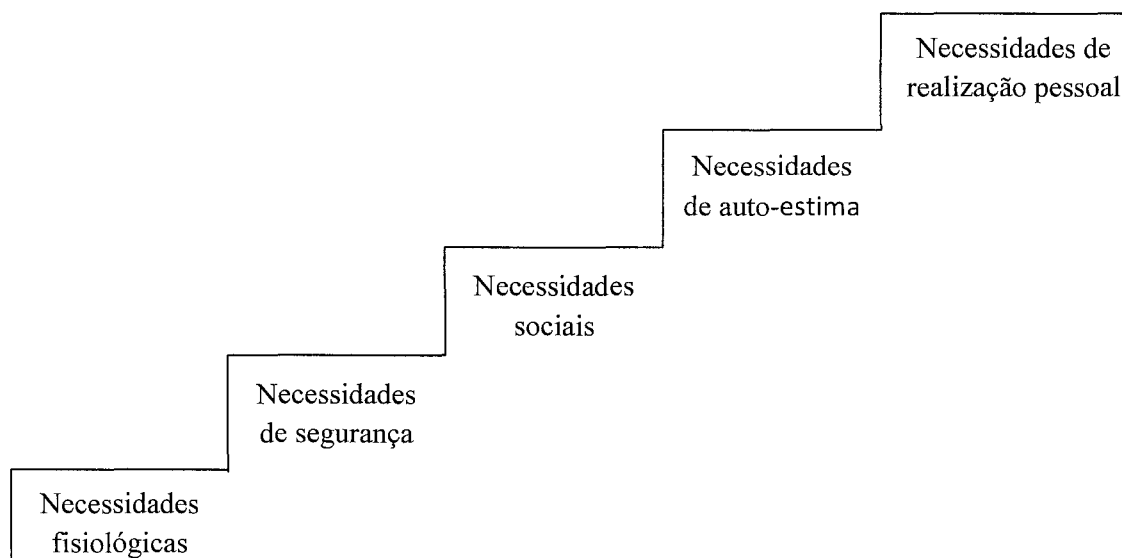 Necessidades de
realização pessoal
Necessidades
de auto-estima
Necessidades
sociais
Necessidades
de segurança
Necessidades
fisiológicas